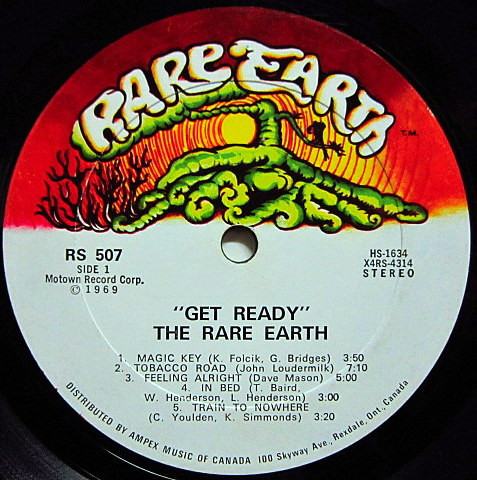 RARE EARTH
T.M.
RS 507
SIDE 1
Motown Record Corp.
© 1969
HS-1634
X4RS-4314
STEREO
"GET READY"
THE RARE EARTH
1. MAGIC KEY (K. Folcik, G. Bridges) 3:50
2. TOBACCO ROAD (John Loudermilk) 7:10
3. FEELING ALRIGHT (Dave Mason) 5:00
4. IN BED (T. Baird,
W. Henderson, L. Henderson) 3:00
5. TRAIN TO NOWHERE
(C. Youlden, K. Simmonds) 3:20
DISTRIBUTED BY AMPEX MUSIC OF CANADA 100 Skyway Ave., Rexdale, Ont., Canada